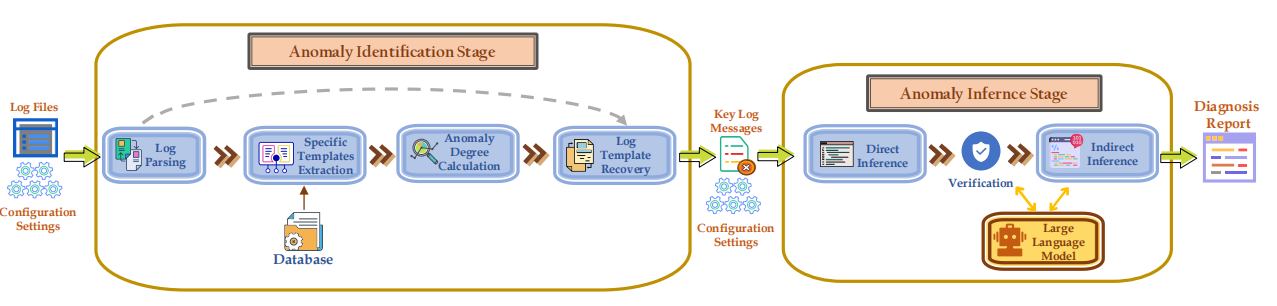 Anomaly Identification Stage
Log Files
Configuration
Settings
Log
Parsing
Specific
Templates
Extraction
Anomaly
Degree
Calculation
Log
Template
Recovery
Database
Key Log
Messages
Configuration
Settings
Anomaly Infernce Stage
Direct
Inference
Verification
Indirect
Inference
Large
Language
Model
Diagnosis
Report